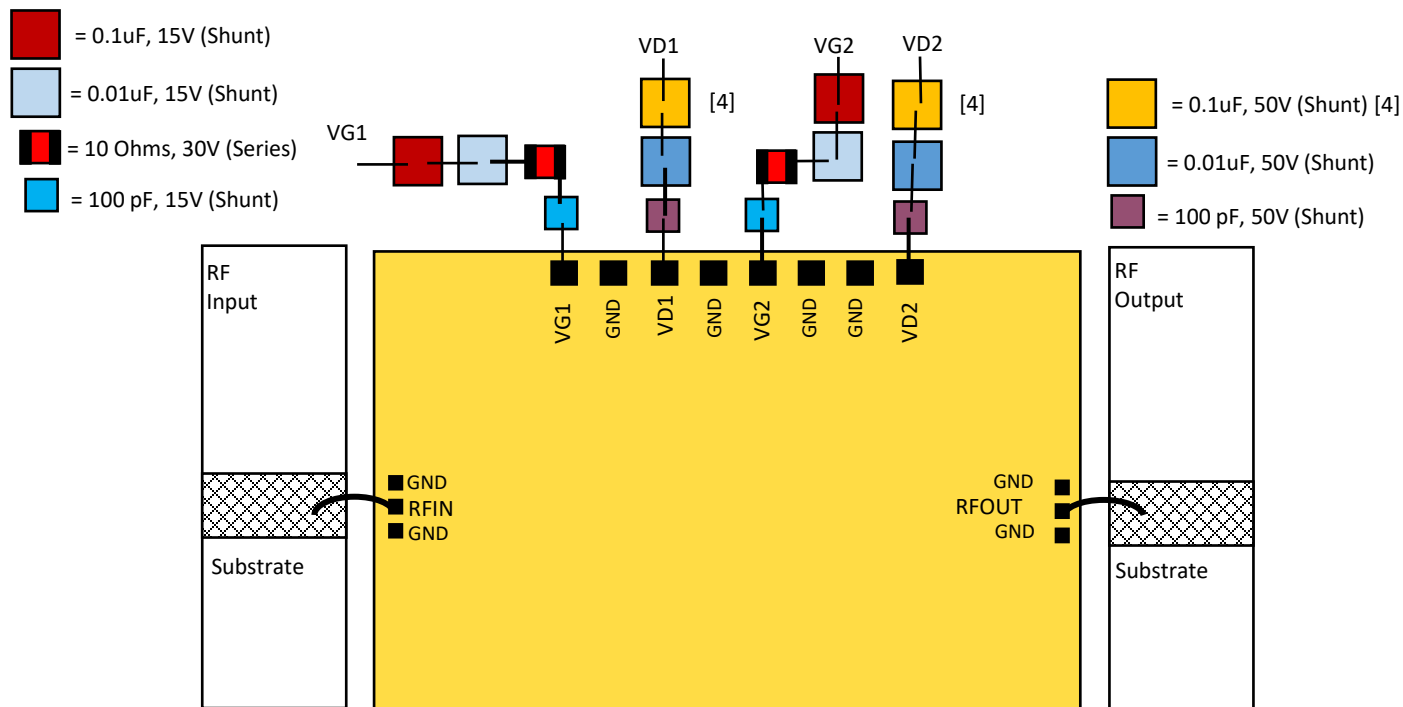 = 0.1uF, 15V (Shunt)
= 0.01uF, 15V (Shunt)
= 10 Ohms, 30V (Series)
= 100 pF, 15V (Shunt)
VG1
VD1
[4]
VG2
VD2
[4]
= 0.1uF, 50V (Shunt) [4]
= 0.01uF, 50V (Shunt)
= 100 pF, 50V (Shunt)
RF
Input
Substrate
VG1
GND
VD1
GND
VG2
GND
GND
VD2
GND
RFIN
GND
GND
RFOUT
GND
RF
Output
Substrate